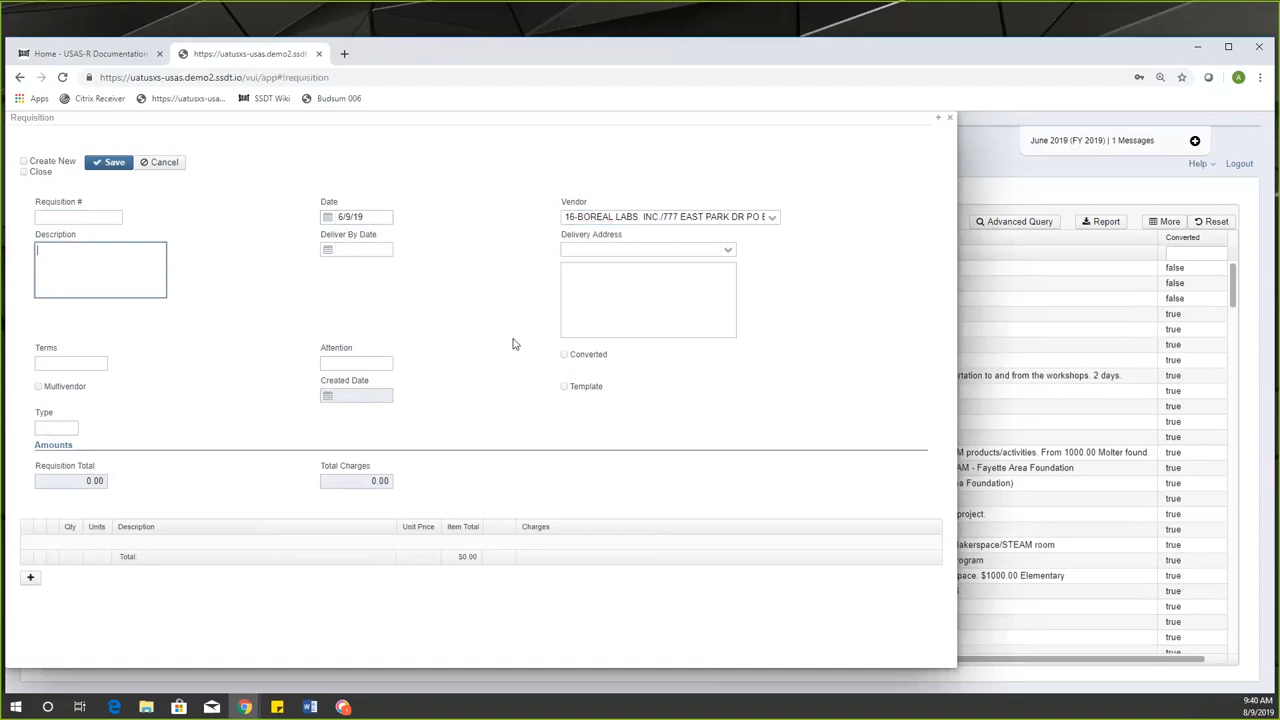 Home - USAS-R Documentation
https://uatusxs-usas.demo2.ssdt.
https://uatusxs-usas.demo2.ssdt.io/vui/app#!requisition
Apps Citrix Receiver https://uatusxs-usa... SSDT Wiki Budsum 006
Requisition
June 2019 (FY 2019) | 1 Messages
Help Logout
Create New
Close
Save Cancel
Requisition # Date Vendor
6/9/19 16-BOREAL LABS. INC./777 EAST PARK DR PO
Description Deliver By Date Delivery Address
Advanced Query Report More Reset
Converted
false
false
false
true
true
true
true
tation to and from the workshops. 2 days. true
true
true
true
true
M products/activities. From 1000.00 Molter found. true
AM - Fayette Area Foundation true
ea Foundation) true
true
project. true
true
akerspace/STEAM room true
ogram true
pace. $1000.00 Elementary true
true
true
true
true
Terms Attention Converted
Multivendor Created Date Template
Type
Amounts
Requisition Total Total Charges
0.00 0.00
Qty Units Description Unit Price Item Total Charges
Total: $0.00
9:40 AM
8/9/2019